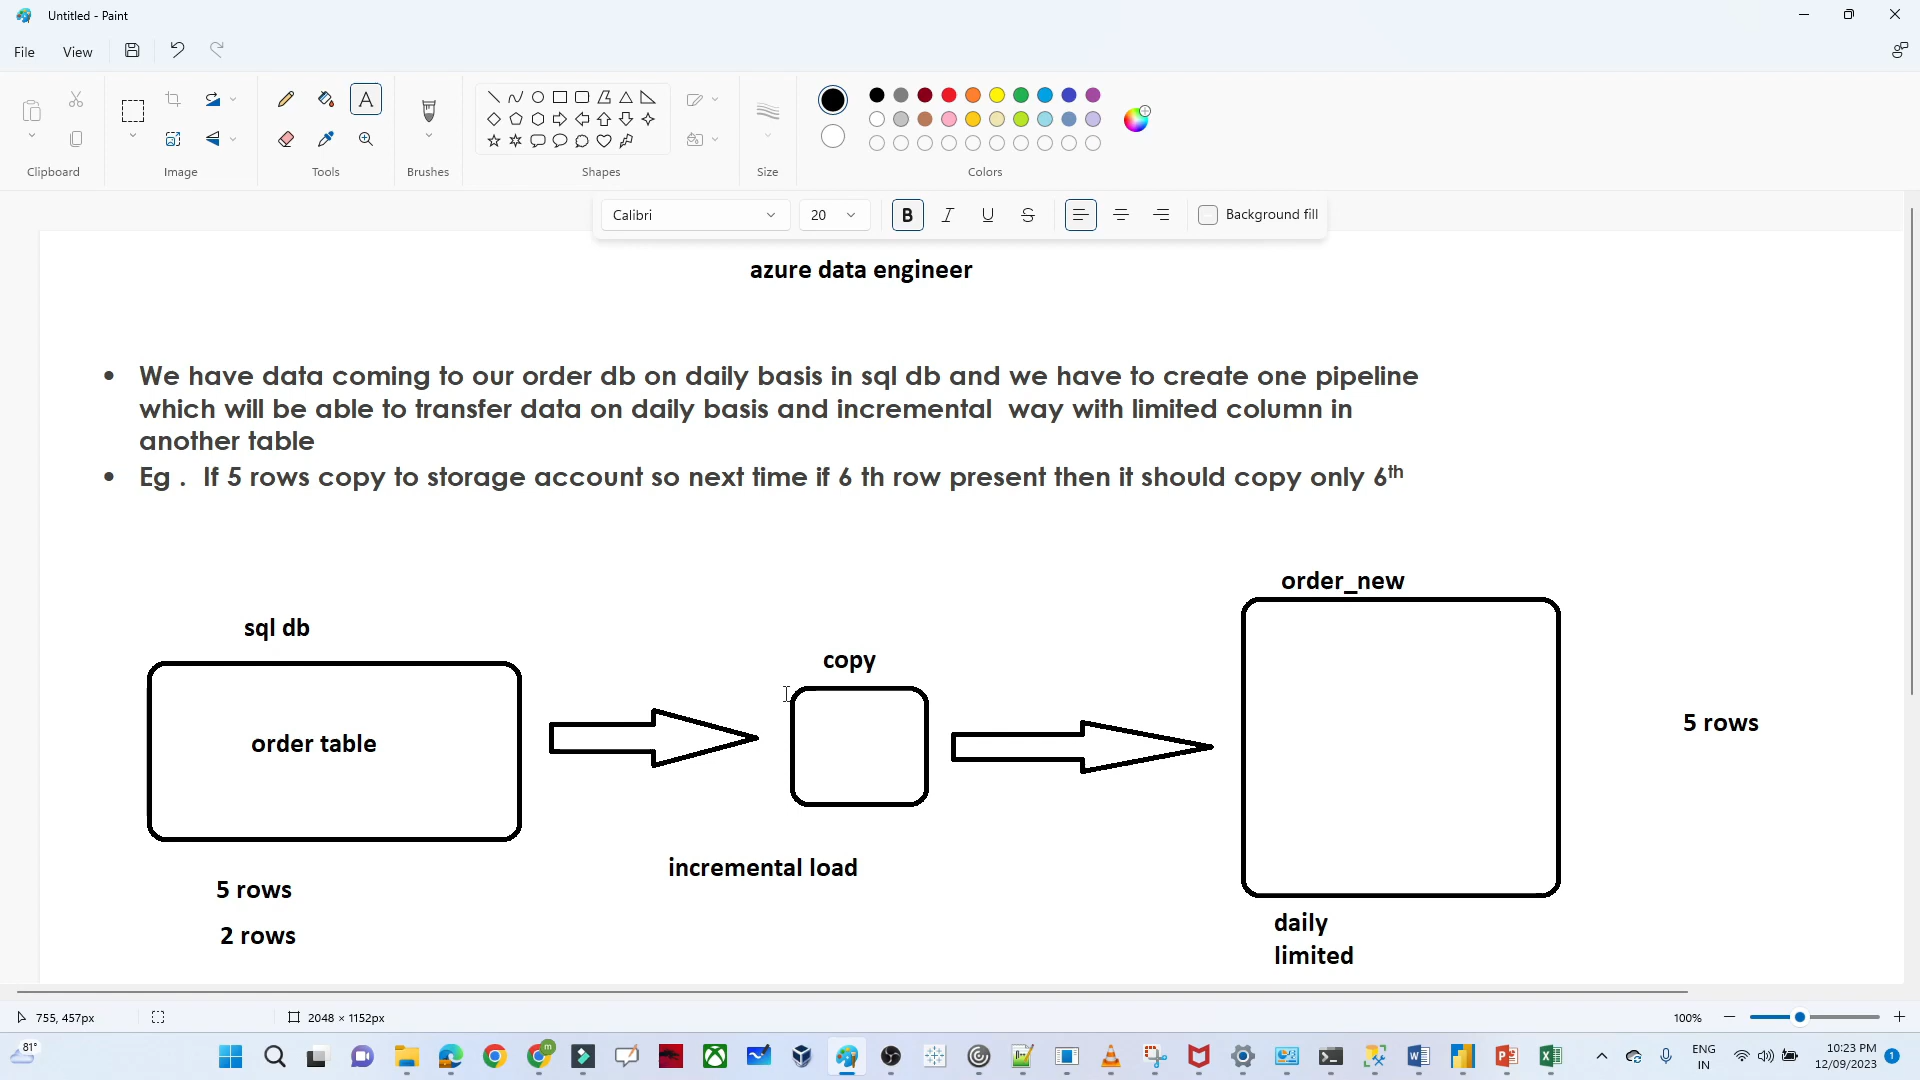 Untitled - Paint
File
View
Clipboard
Image
Tools
Brushes
Shapes
Size
Colors
Calibri
20
B
I
U
S
Background fill
azure data engineer
• We have data coming to our order db on daily basis in sql db and we have to create one pipeline
which will be able to transfer data on daily basis and incremental  way with limited column in
another table
• Eg .  If 5 rows copy to storage account so next time if 6 th row present then it should copy only 6th
order_new
sql db
copy
order table
5 rows
incremental load
5 rows
2 rows
daily
limited
755, 457px
2048 × 1152px
100%
81°
ENG
IN
10:23 PM
12/09/2023
1